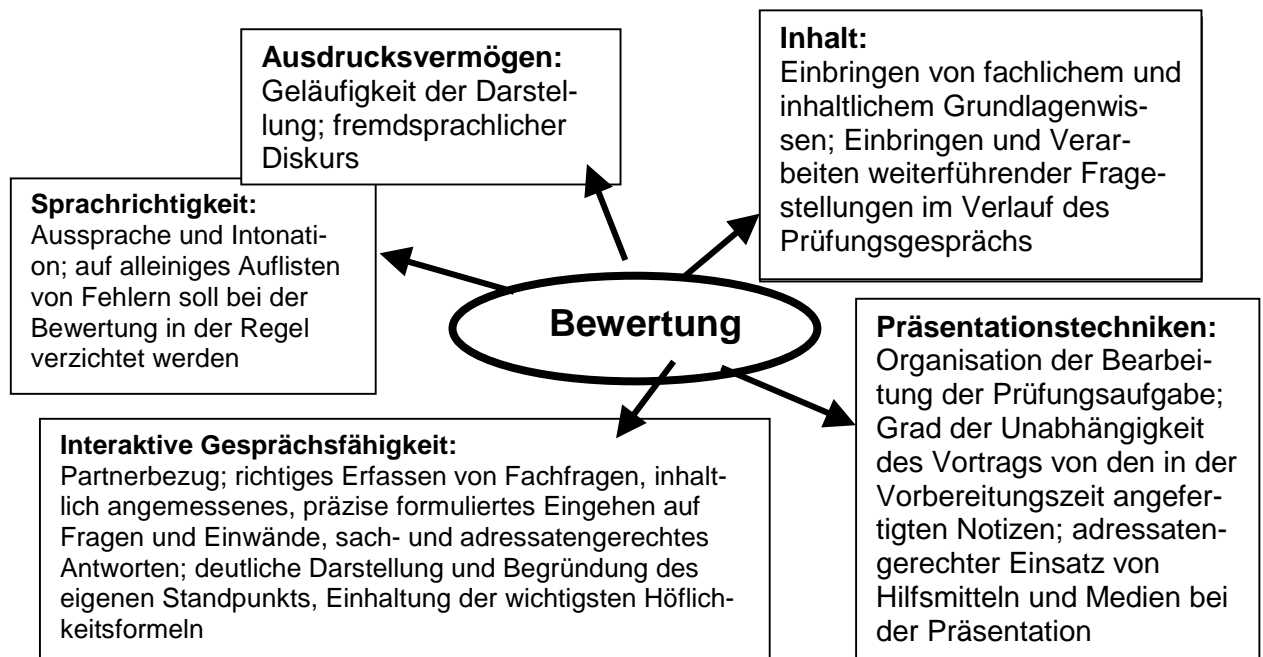 Ausdrucksvermögen:
Geläufigkeit der Darstel-
lung; fremdsprachlicher
Diskurs
Inhalt:
Einbringen von fachlichem und
inhaltlichem Grundlagenwis-
sen; Einbringen und Verar-
beiten weiterführender Frage-
stellungen im Verlauf des
Prüfungsgesprächs
Sprachrichtigkeit:
Aussprache und Intonati-
on; auf alleiniges Auflisten
von Fehlern soll bei der
Bewertung in der Regel
verzichtet werden
Bewertung
Präsentationstechniken:
Organisation der Bearbei-
tung der Prüfungsaufgabe;
Grad der Unabhängigkeit
des Vortrags von den in der
Vorbereitungszeit angefer-
tigten Notizen; adressaten-
gerechter Einsatz von
Hilfsmitteln und Medien bei
der Präsentation
Interaktive Gesprächsfähigkeit:
Partnerbezug; richtiges Erfassen von Fachfragen, inhalt-
lich angemessenes, präzise formuliertes Eingehen auf
Fragen und Einwände, sach- und adressatengerechtes
Antworten; deutliche Darstellung und Begründung des
eigenen Standpunkts, Einhaltung der wichtigsten Höflich-
keitsformeln